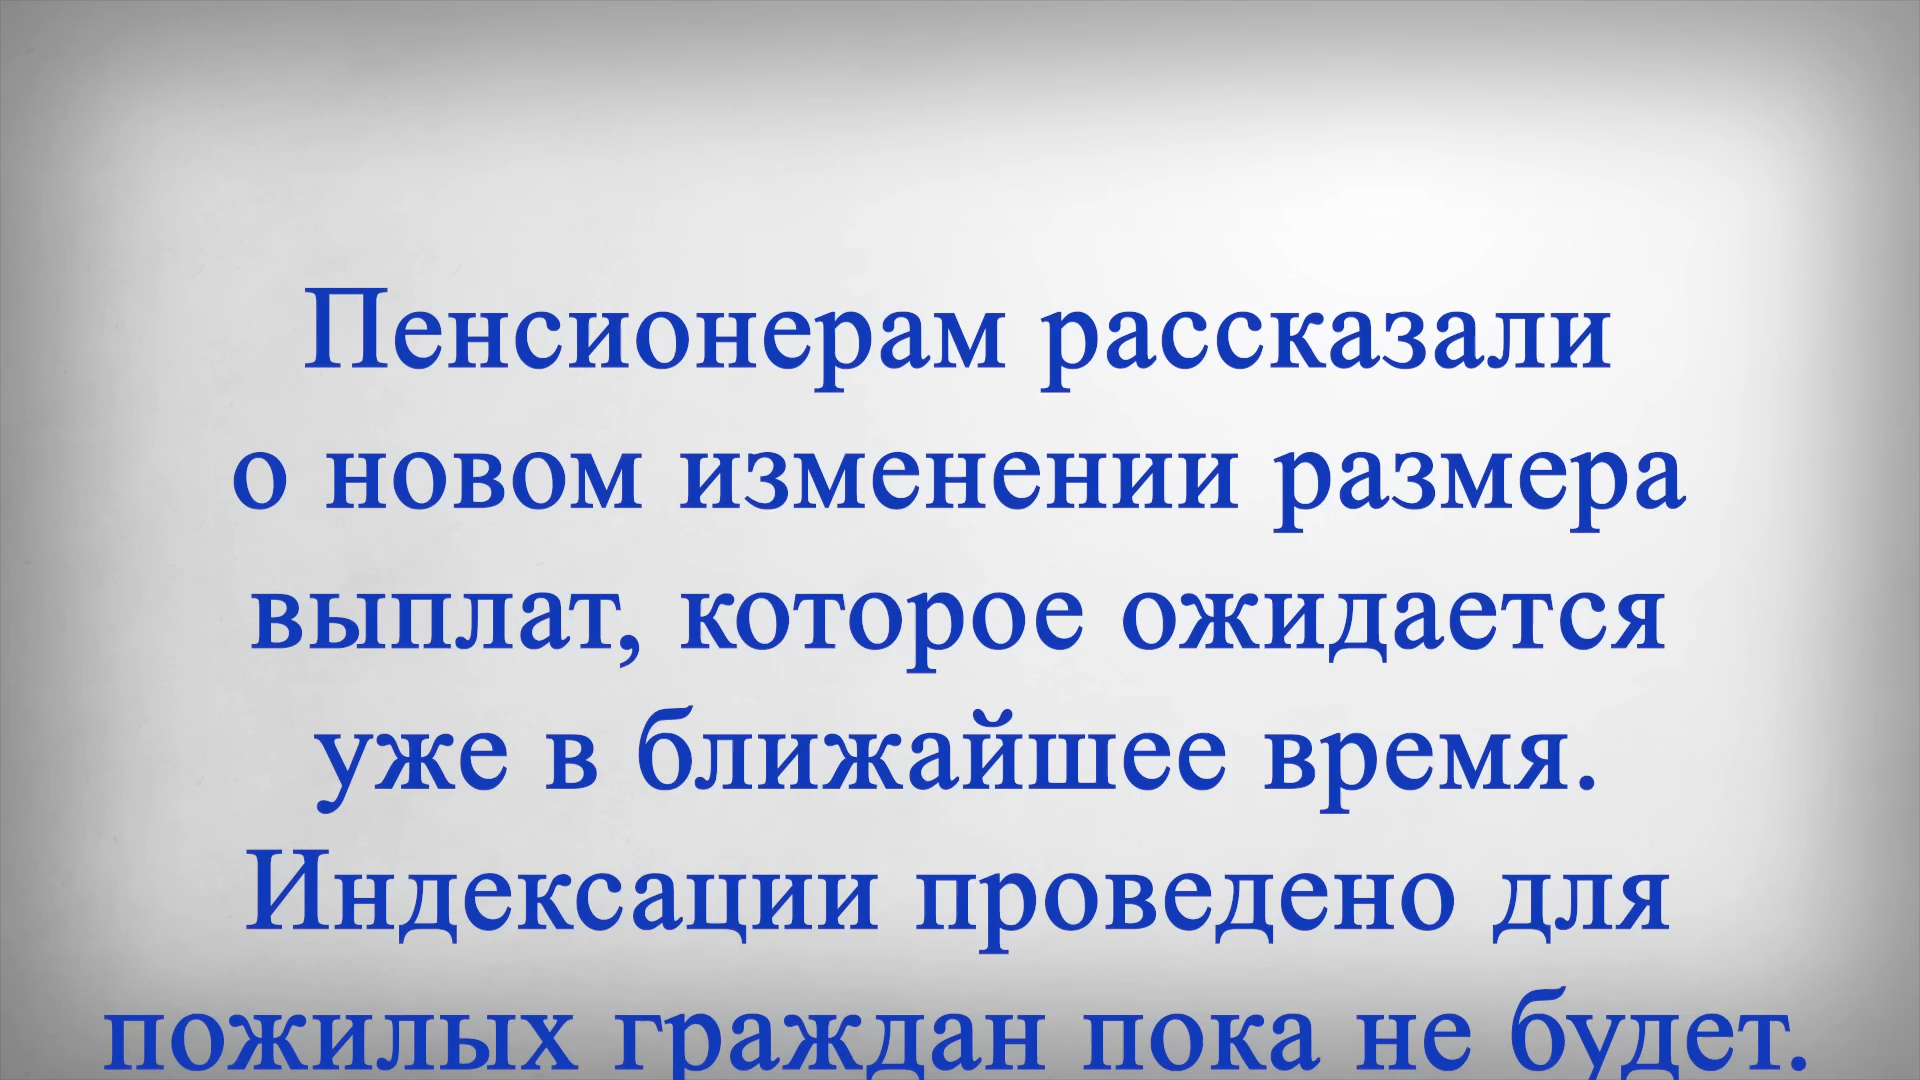 Пенсионерам рассказали
о новом изменении размера
выплат, которое ожидается
уже в ближайшее время.
Индексации проведено для
пожилых граждан пока не будет.